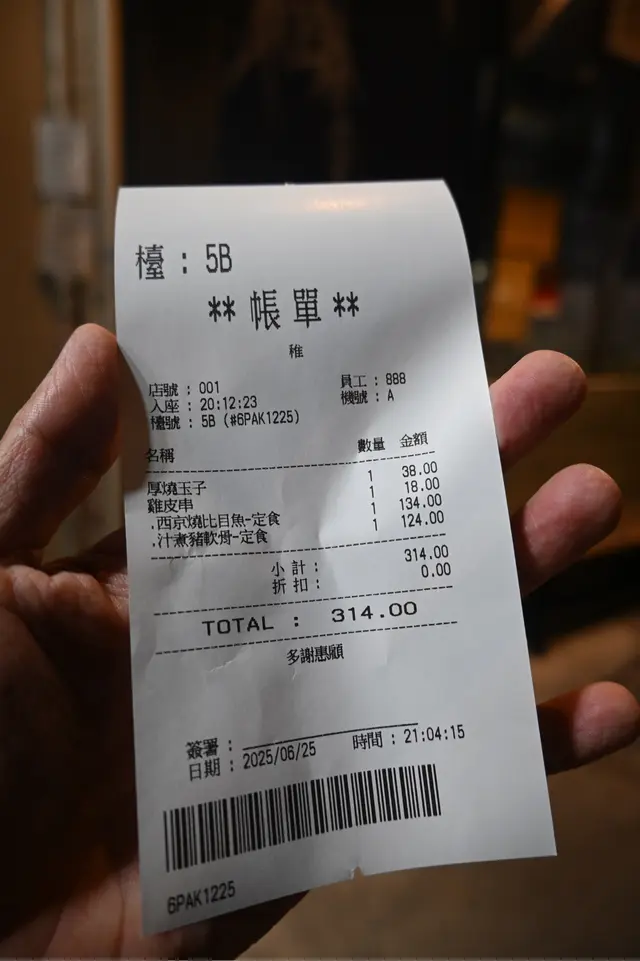 檯 : 5B
** 帳單 **
稚
店號 : 001 員工 : 888
入座 : 20:12:23 機號 : A
檯號 : 5B (#6PAK1225)
名稱 數量 金額
厚燒玉子 1 38.00
雞皮串 1 18.00
.西京燒比目魚-定食 1 134.00
.汁煮豬軟骨-定食 1 124.00
小計 : 314.00
折扣 : 0.00
TOTAL : 314.00
多謝惠顧
簽署 :
日期 : 2025/06/25 時間 : 21:04:15
6PAK1225